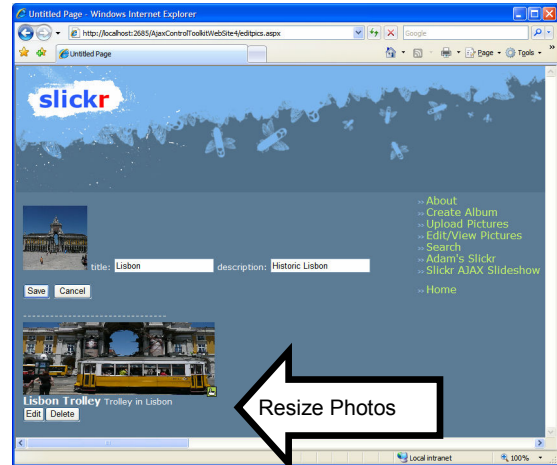 Untitled Page - Windows Internet Explorer
http://localhost:2685/AjaxControlToolkitWebSite4/editpics.aspx
Google
Untitled Page
Page
Tools
slickr
»» About
»» Create Album
»» Upload Pictures
»» Edit/View Pictures
»» Search
»» Adam's Slickr
»» Slickr AJAX Slideshow
»» Home
title: Lisbon description: Historic Lisbon
Save Cancel
--------------------------------
Lisbon Trolley Trolley in Lisbon
Edit Delete
Resize Photos
Local intranet 100%